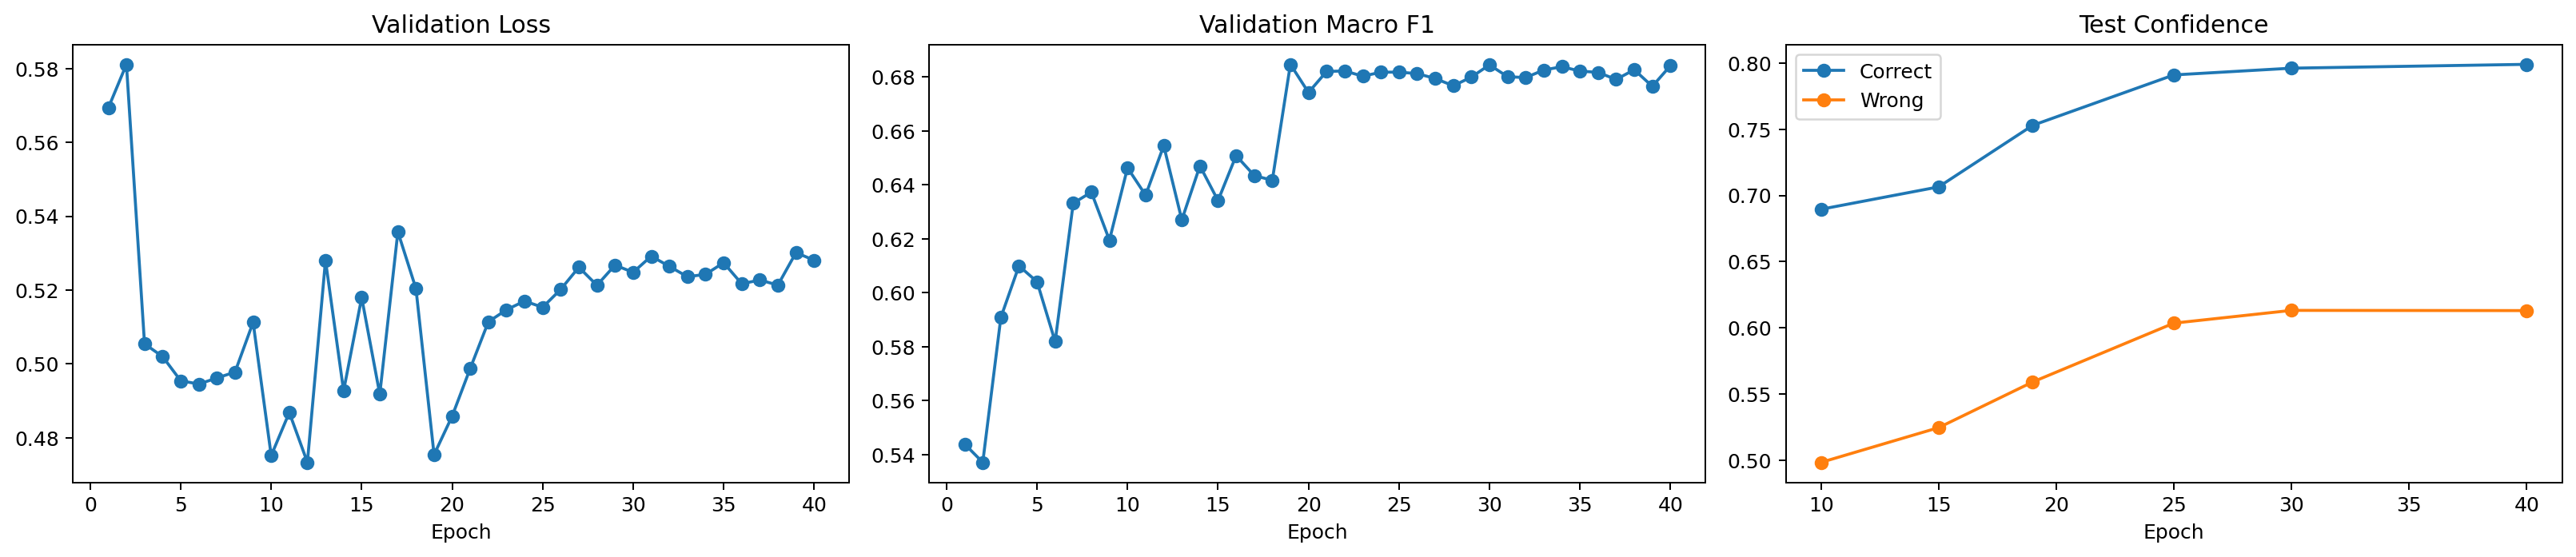 Validation Loss
0.58
0.56
0.54
0.52
0.50
0.48
0 5 10 15 20 25 30 35 40
Epoch
Validation Macro F1
0.68
0.66
0.64
0.62
0.60
0.58
0.56
0.54
0 5 10 15 20 25 30 35 40
Epoch
Test Confidence
Correct
Wrong
0.80
0.75
0.70
0.65
0.60
0.55
0.50
10 15 20 25 30 35 40
Epoch